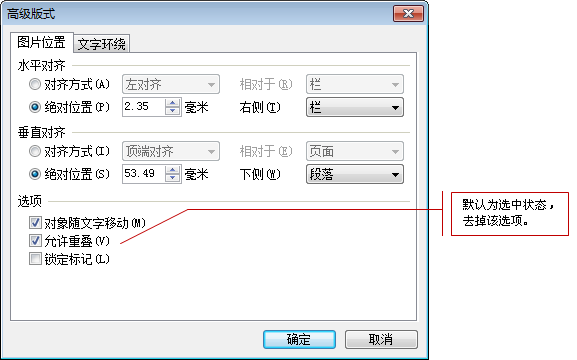 高级版式
图片位置 文字环绕
水平对齐
对齐方式(A) 左对齐 相对于(R) 栏
绝对位置(P) 2.35 毫米 右侧(T) 栏
垂直对齐
对齐方式(I) 顶端对齐 相对于(E) 页面
绝对位置(S) 53.49 毫米 下侧(W) 段落
选项
对象随文字移动(M)
允许重叠(V)
锁定标记(L)
默认为选中状态，
去掉该选项。
确定 取消